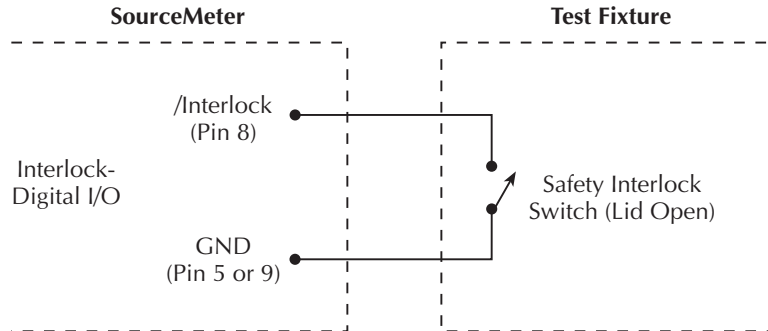 SourceMeter
Test Fixture
/Interlock
(Pin 8)
Interlock-
Digital I/O
Safety Interlock
Switch (Lid Open)
GND
(Pin 5 or 9)